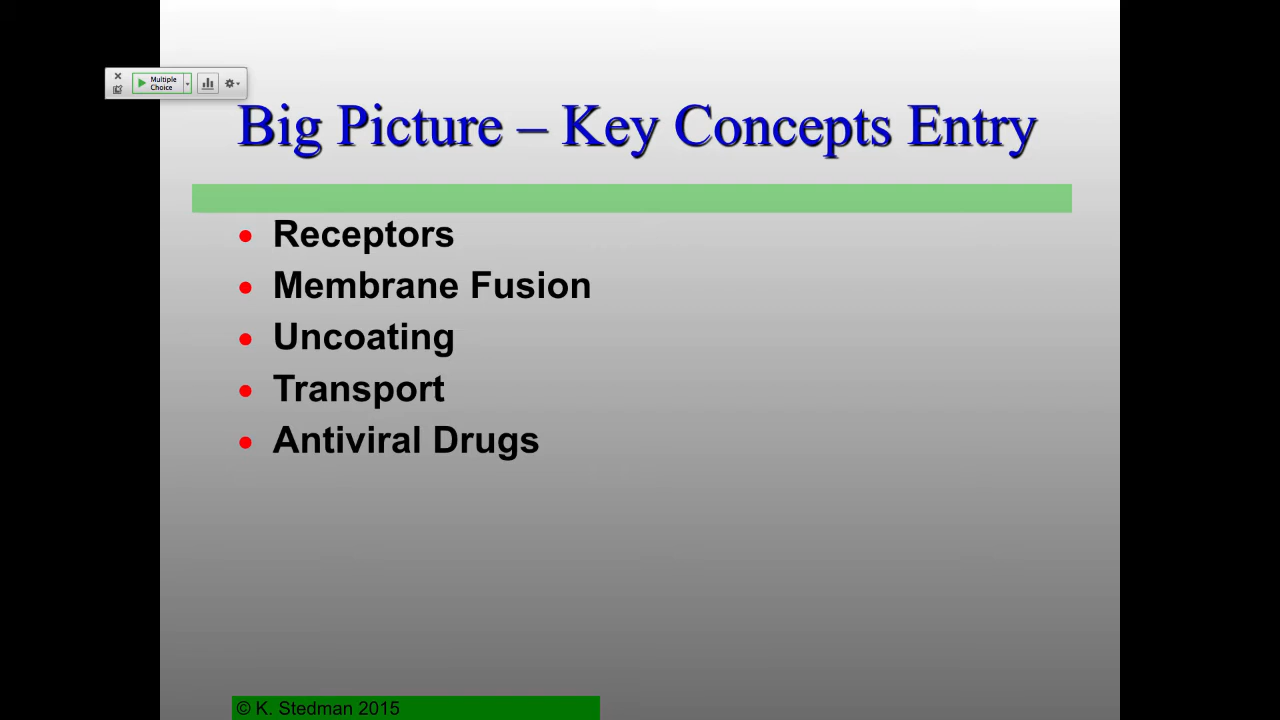 Multiple
Choice
Big Picture – Key Concepts Entry
• Receptors
• Membrane Fusion
• Uncoating
• Transport
• Antiviral Drugs
© K. Stedman 2015